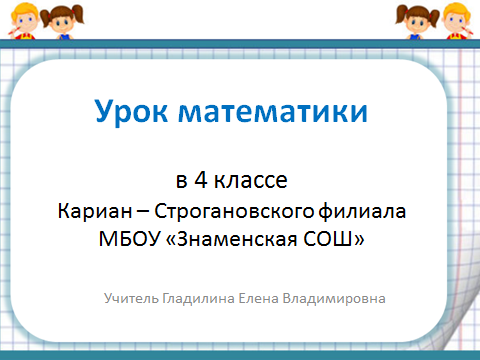 Урок математики
в 4 классе
Кариан – Строгановского филиала
МБОУ «Знаменская СОШ»
Учитель Гладилина Елена Владимировна